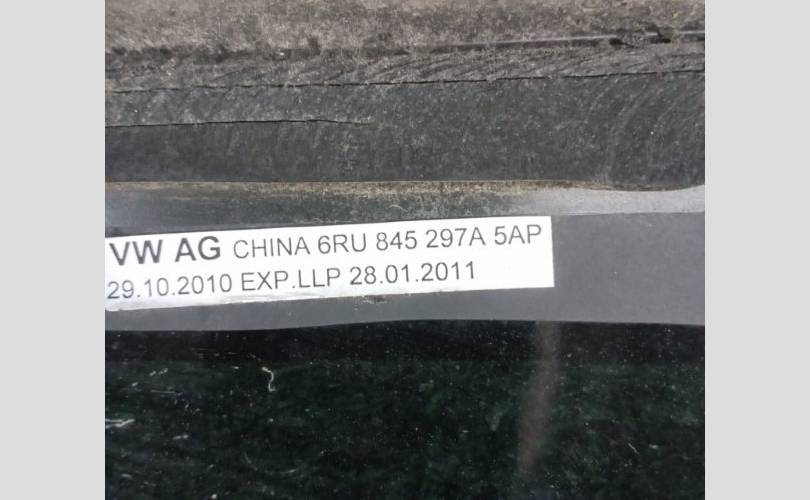 VW AG CHINA 6RU 845 297A 5AP
29.10.2010 EXP.LLP 28.01.2011